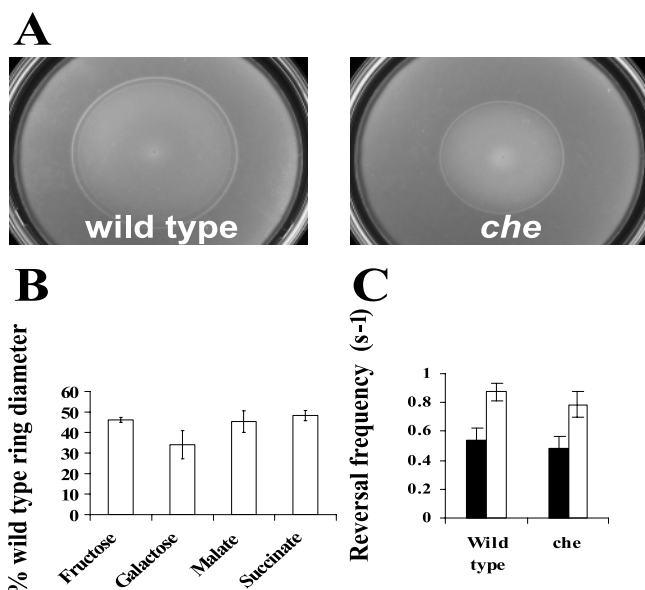 A
wild type
che
B
% wild type ring diameter
60
50
40
30
20
10
0
Fructose
Galactose
Malate
Succinate
C
Reversal frequency (s-1)
1
0.8
0.6
0.4
0.2
0
Wild type
che